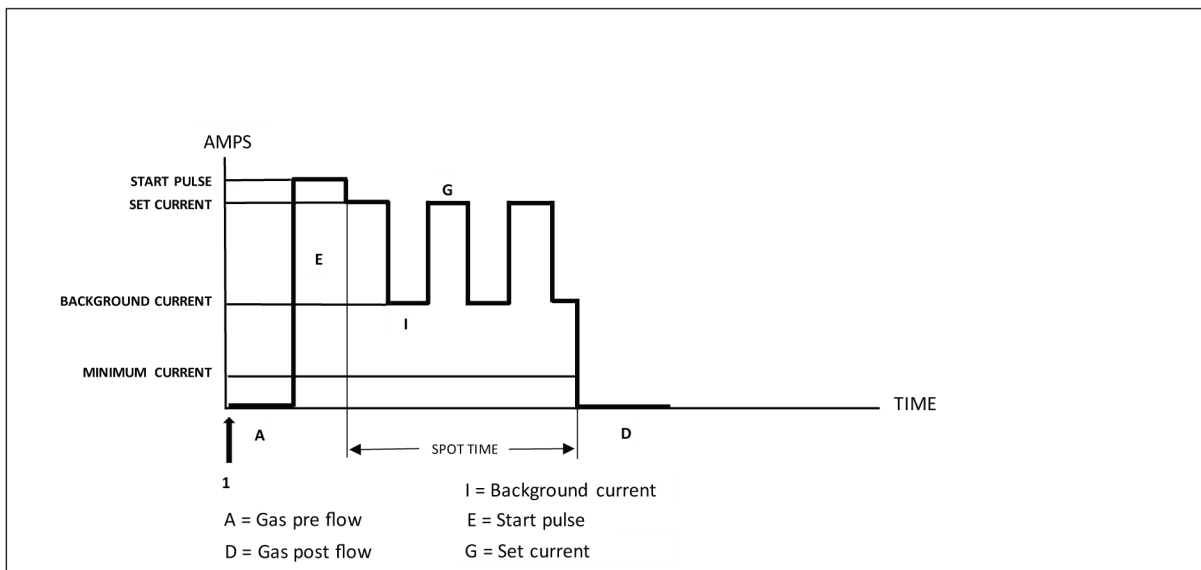 AMPS
START PULSE
SET CURRENT
G
E
BACKGROUND CURRENT
I
MINIMUM CURRENT
TIME
A
SPOT TIME
D
1
I = Background current
A = Gas pre flow
E = Start pulse
D = Gas post flow
G = Set current